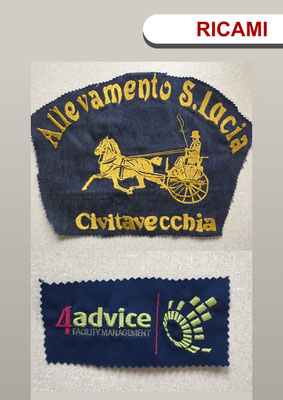 RICAMI
Allevamento S.Lucia
Civitavecchia
4advice
FACILITY MANAGEMENT